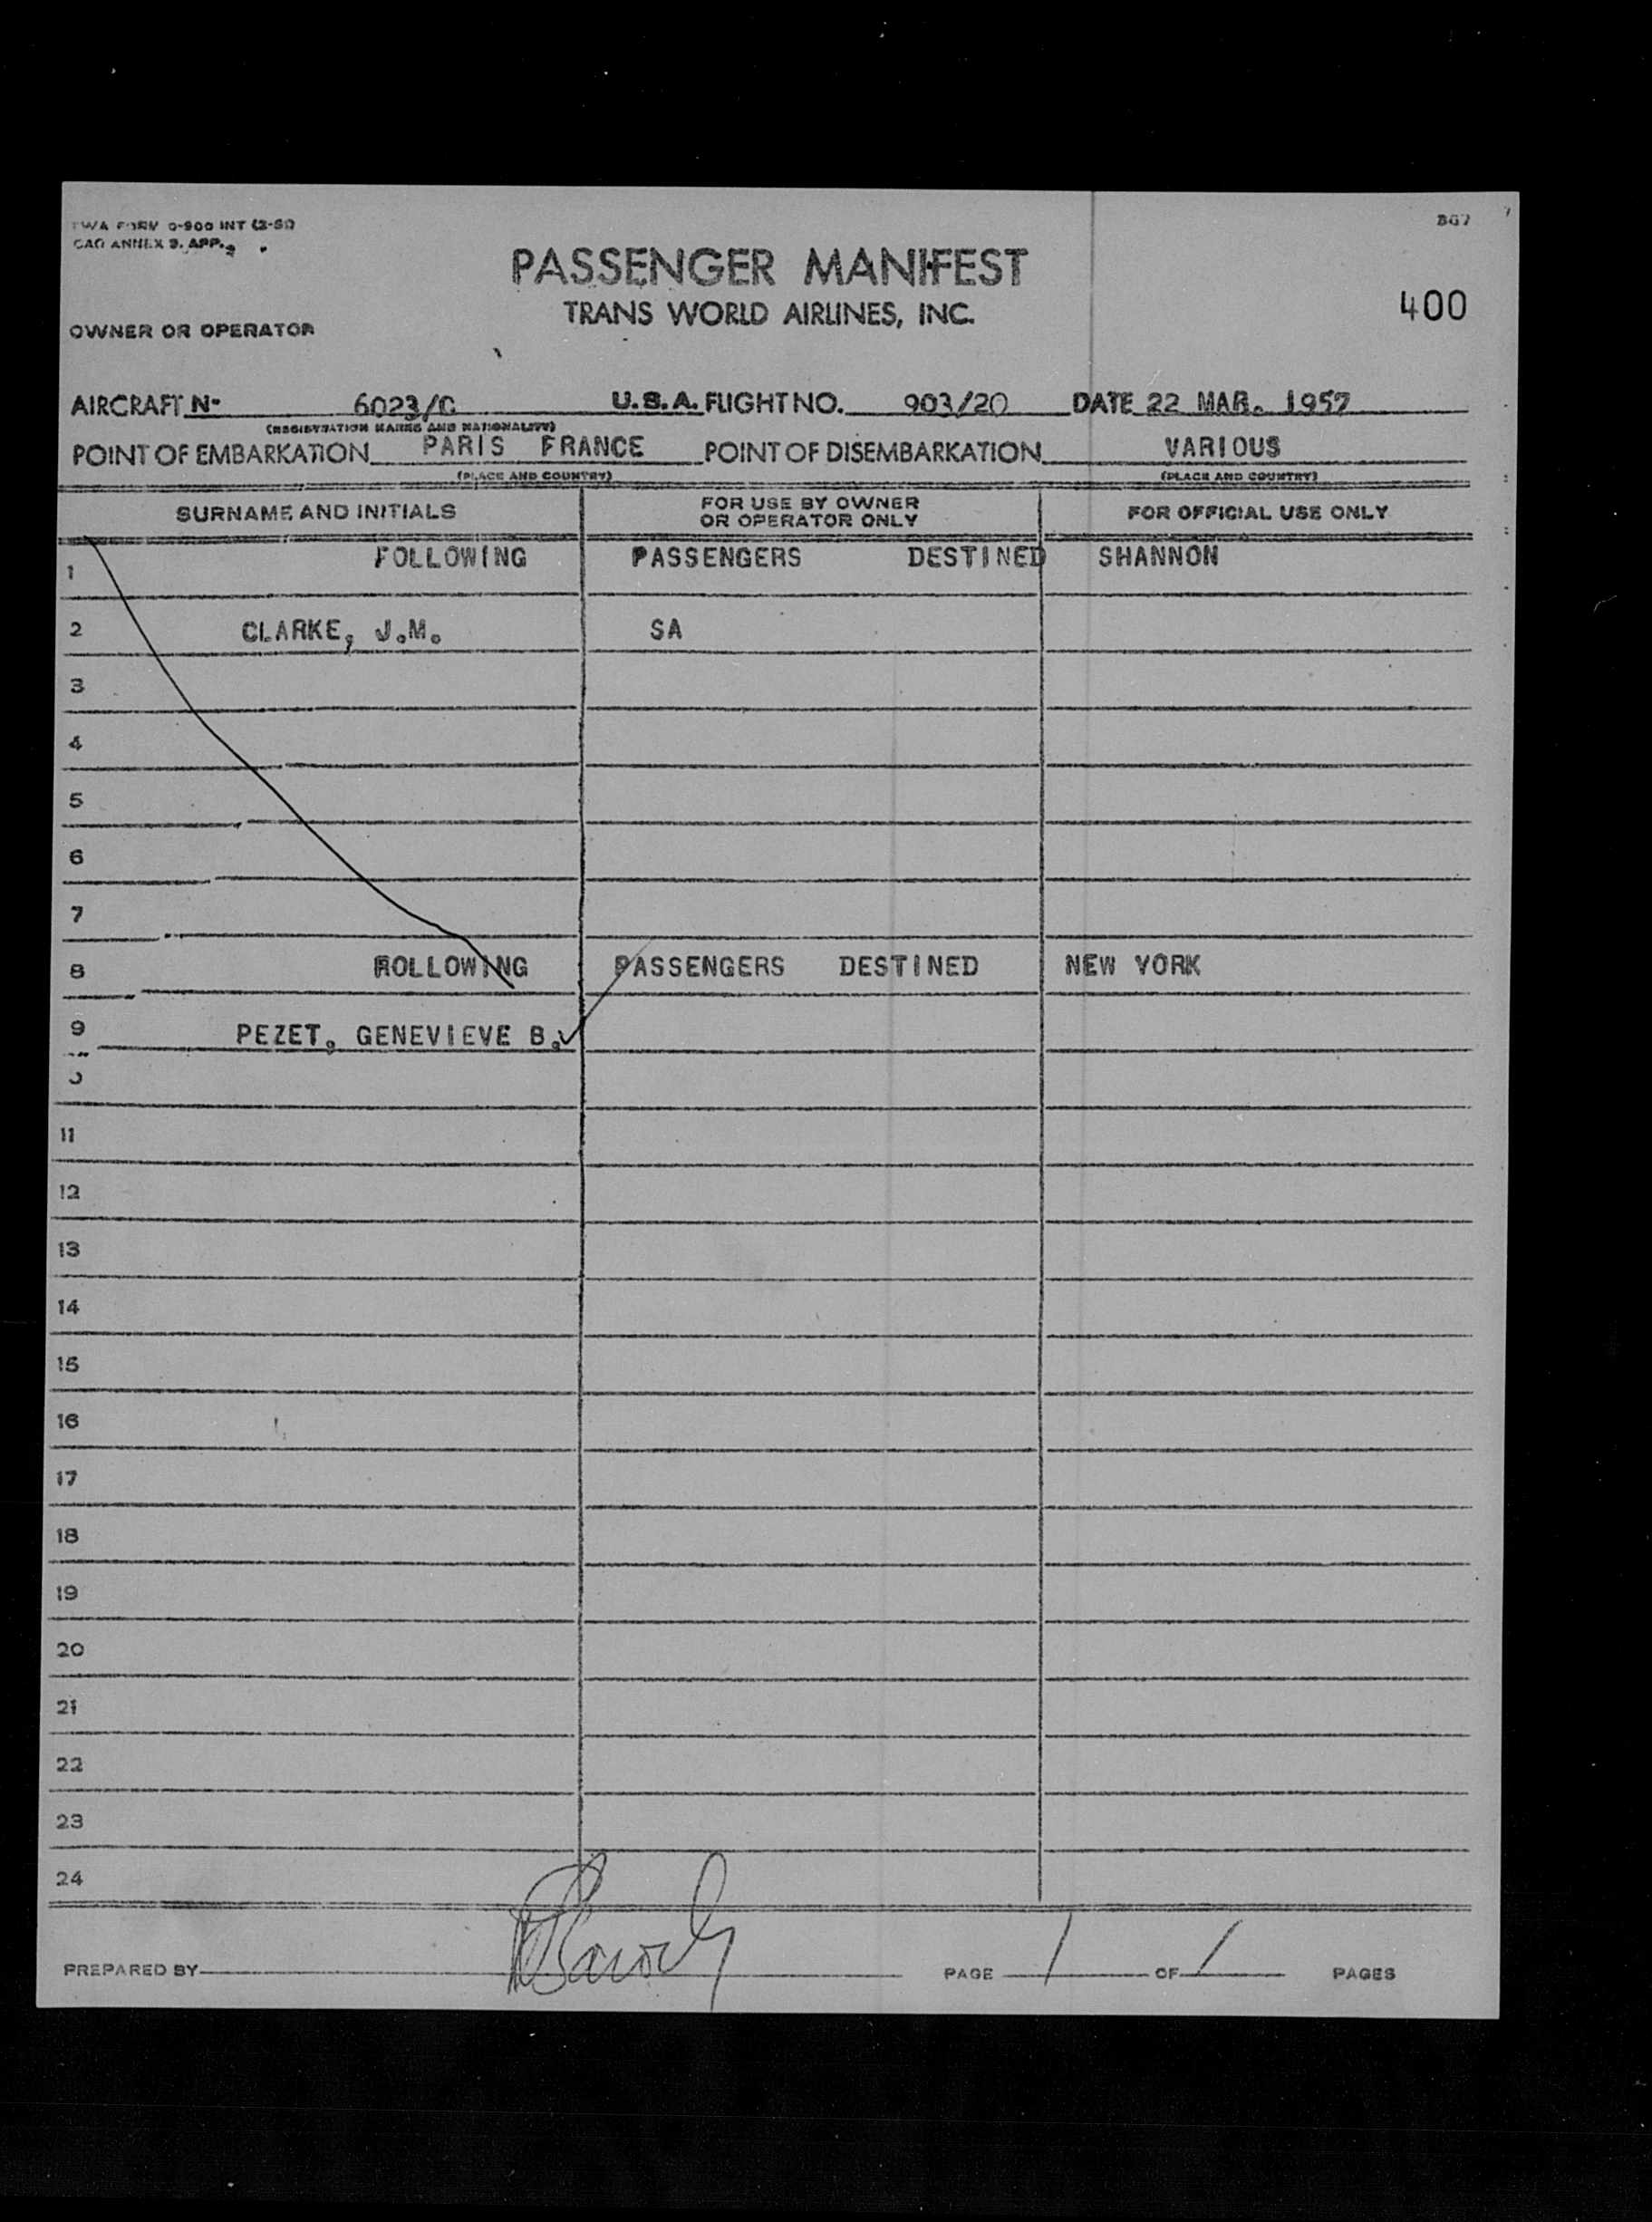 TWA FORM O-900 INT (2-51)
CAO ANNEX 9. APP. 2
867
PASSENGER MANIFEST
TRANS WORLD AIRLINES, INC.
400
OWNER OR OPERATOR
AIRCRAFT N- 6023/C U.S.A. FLIGHT NO. 903/20 DATE 22 MAR. 1957
(REGISTRATION MARKS AND NATIONALITY)
POINT OF EMBARKATION PARIS FRANCE POINT OF DISEMBARKATION VARIOUS
(PLACE AND COUNTRY) (PLACE AND COUNTRY)
SURNAME AND INITIALS FOR USE BY OWNER OR OPERATOR ONLY FOR OFFICIAL USE ONLY
1 FOLLOWING PASSENGERS DESTINED SHANNON
2 CLARKE, J.M. SA
3
4
5
6
7
8 ROLLOWING PASSENGERS DESTINED NEW YORK
9 PEZET, GENEVIEVE B.
11
12
13
14
15
16
17
18
19
20
21
22
23
24
PREPARED BY PAGE 1 OF 1 PAGES